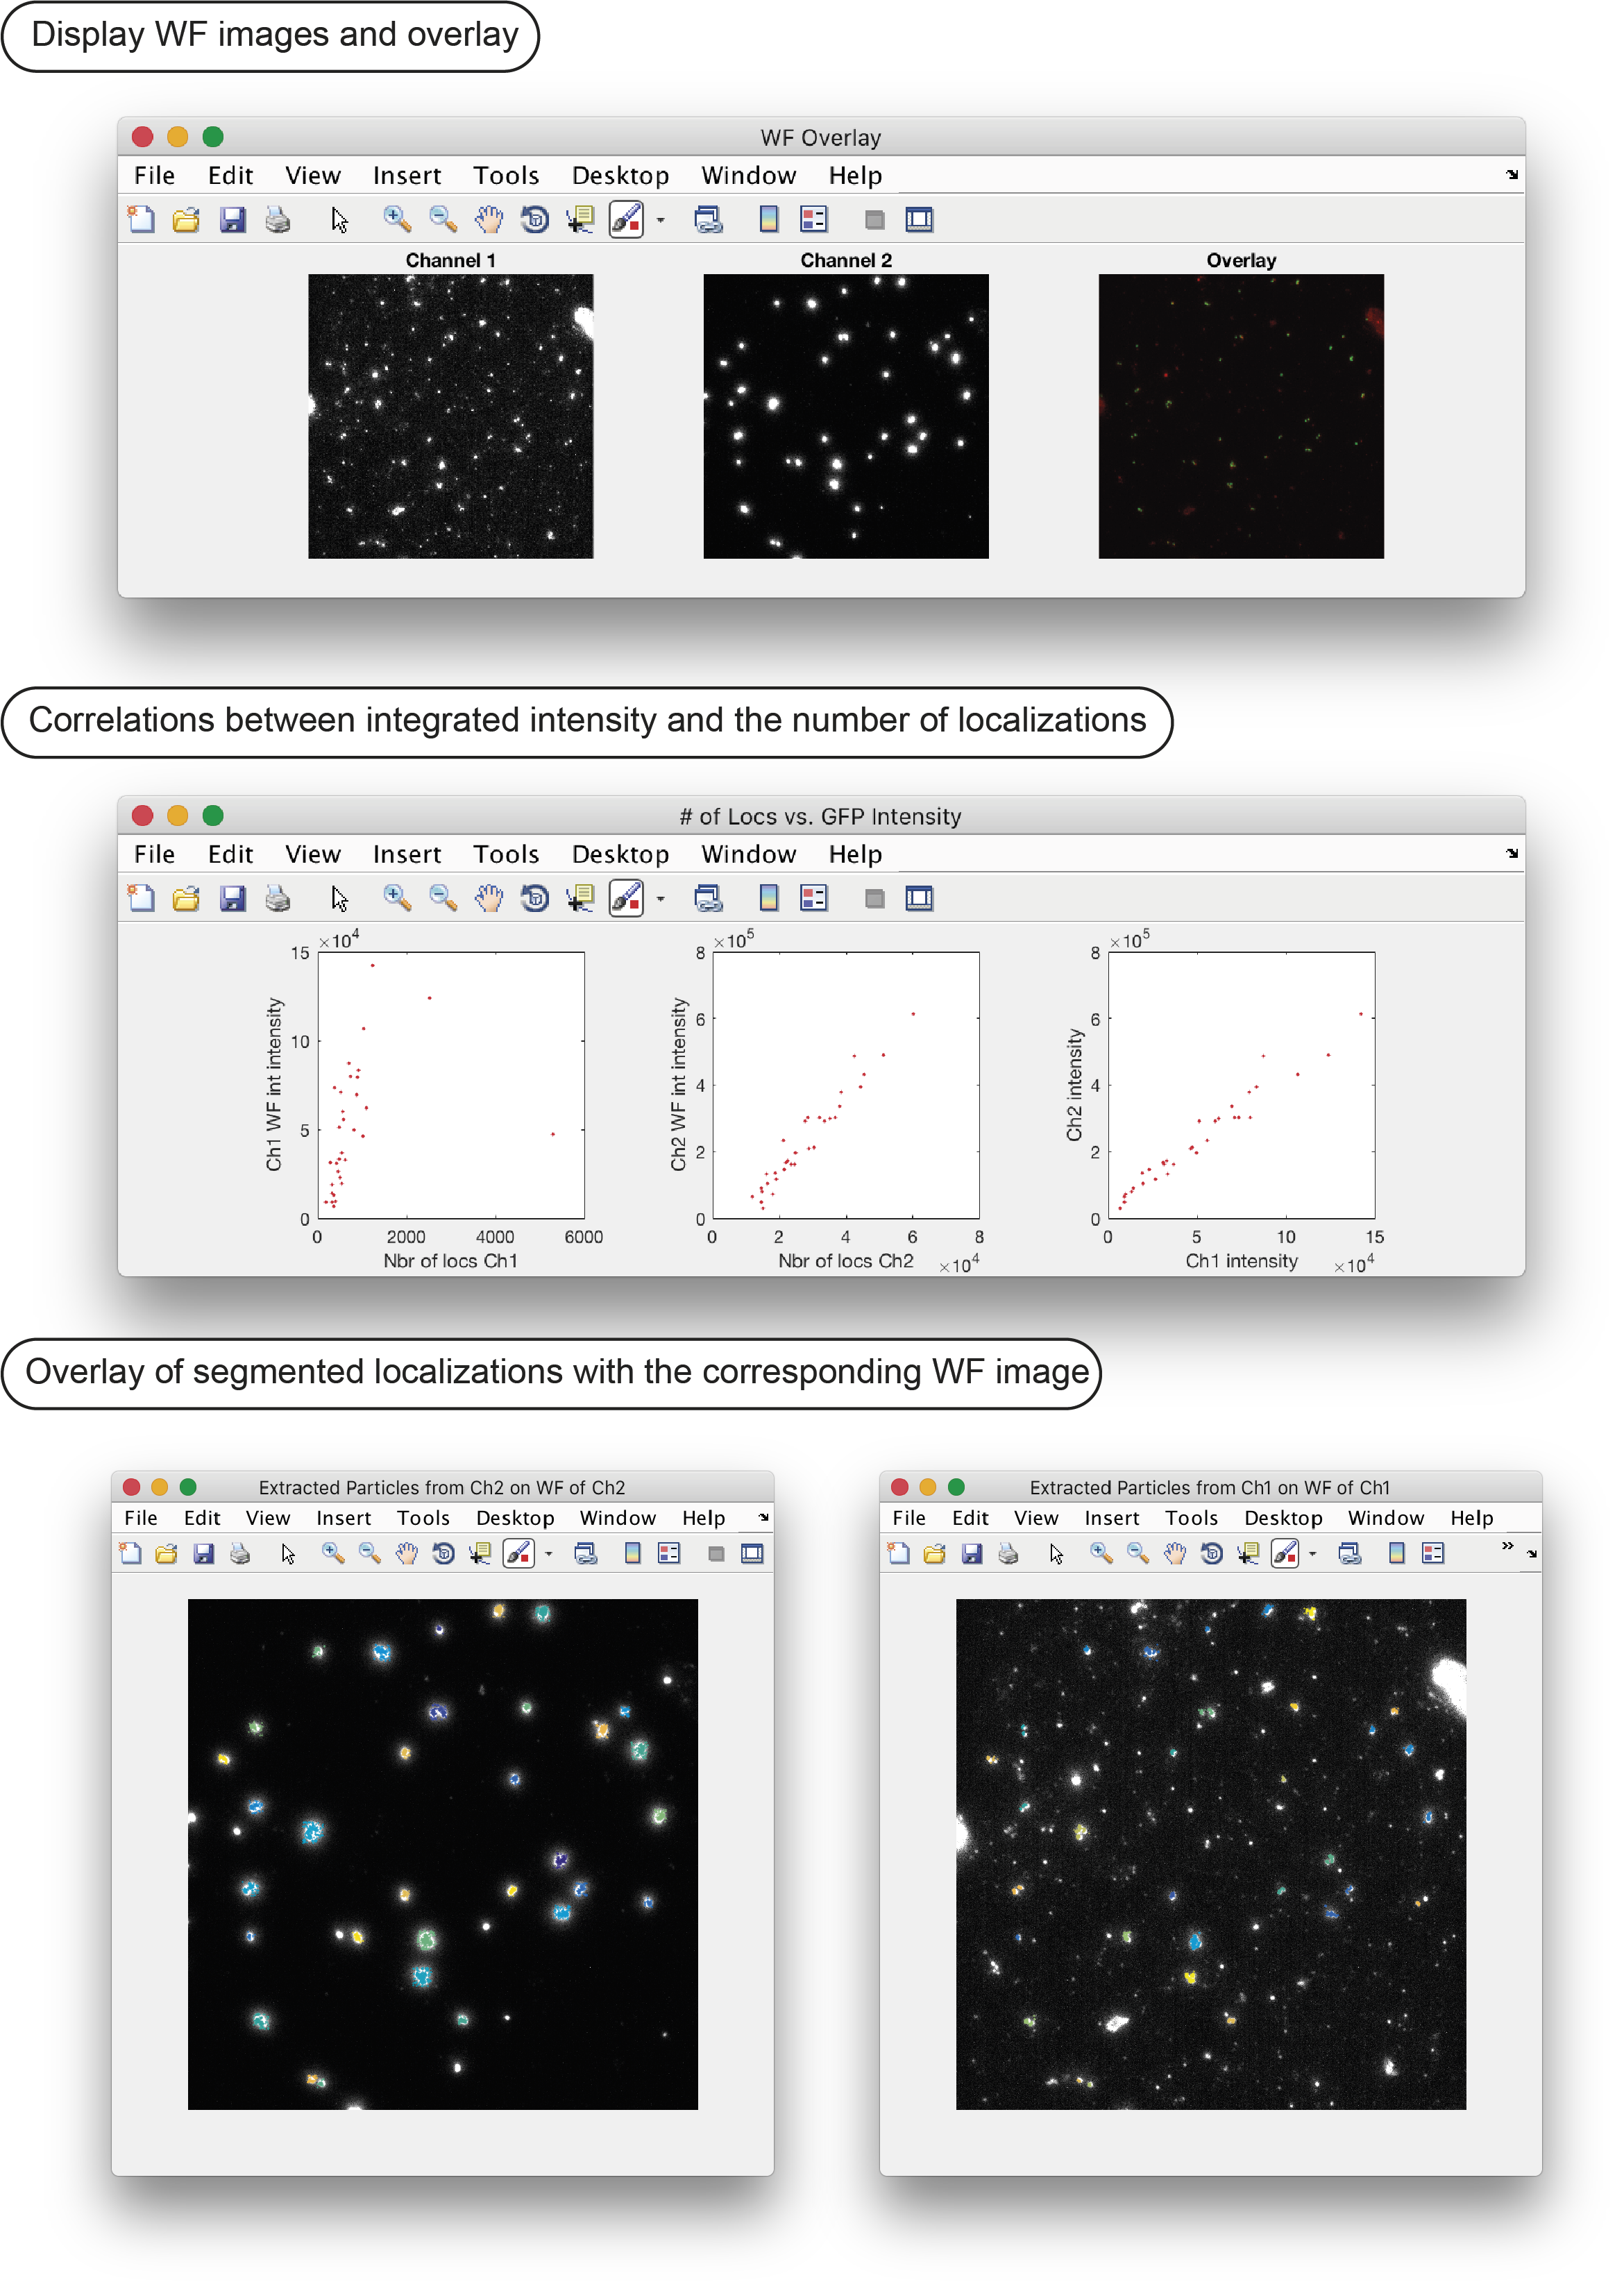 Display WF images and overlay
WF Overlay
File Edit View Insert Tools Desktop Window Help
Channel 1 Channel 2 Overlay
Correlations between integrated intensity and the number of localizations
# of Locs vs. GFP Intensity
File Edit View Insert Tools Desktop Window Help
×10⁴
15
10
5
0
Ch1 WF int intensity
0 2000 4000 6000
Nbr of locs Ch1
×10⁵
8
6
4
2
0
Ch2 WF int intensity
0 2 4 6 8
Nbr of locs Ch2 ×10⁴
×10⁵
8
6
4
2
0
Ch2 intensity
0 5 10 15
Ch1 intensity ×10⁴
Overlay of segmented localizations with the corresponding WF image
Extracted Particles from Ch2 on WF of Ch2
File Edit View Insert Tools Desktop Window Help
Extracted Particles from Ch1 on WF of Ch1
File Edit View Insert Tools Desktop Window Help